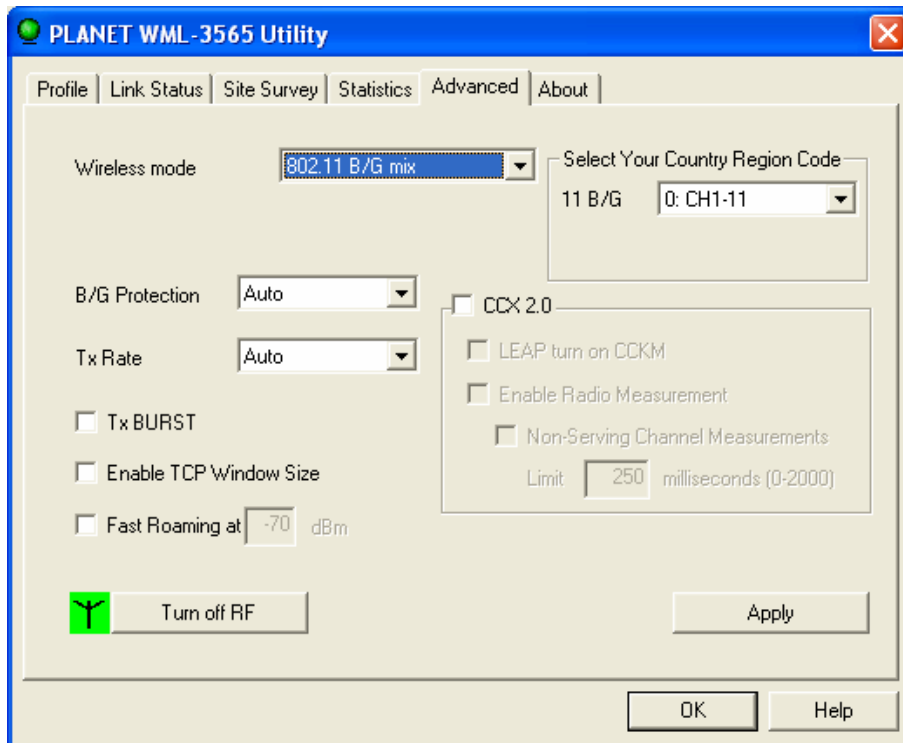 PLANET WML-3565 Utility
Profile Link Status Site Survey Statistics Advanced About
Wireless mode 802.11 B/G mix
Select Your Country Region Code
11 B/G 0: CH1-11
B/G Protection Auto
Tx Rate Auto
Tx BURST
Enable TCP Window Size
Fast Roaming at -70 dBm
CCX 2.0
LEAP turn on CCKM
Enable Radio Measurement
Non-Serving Channel Measurements
Limit 250 milliseconds (0-2000)
Turn off RF
Apply
OK Help